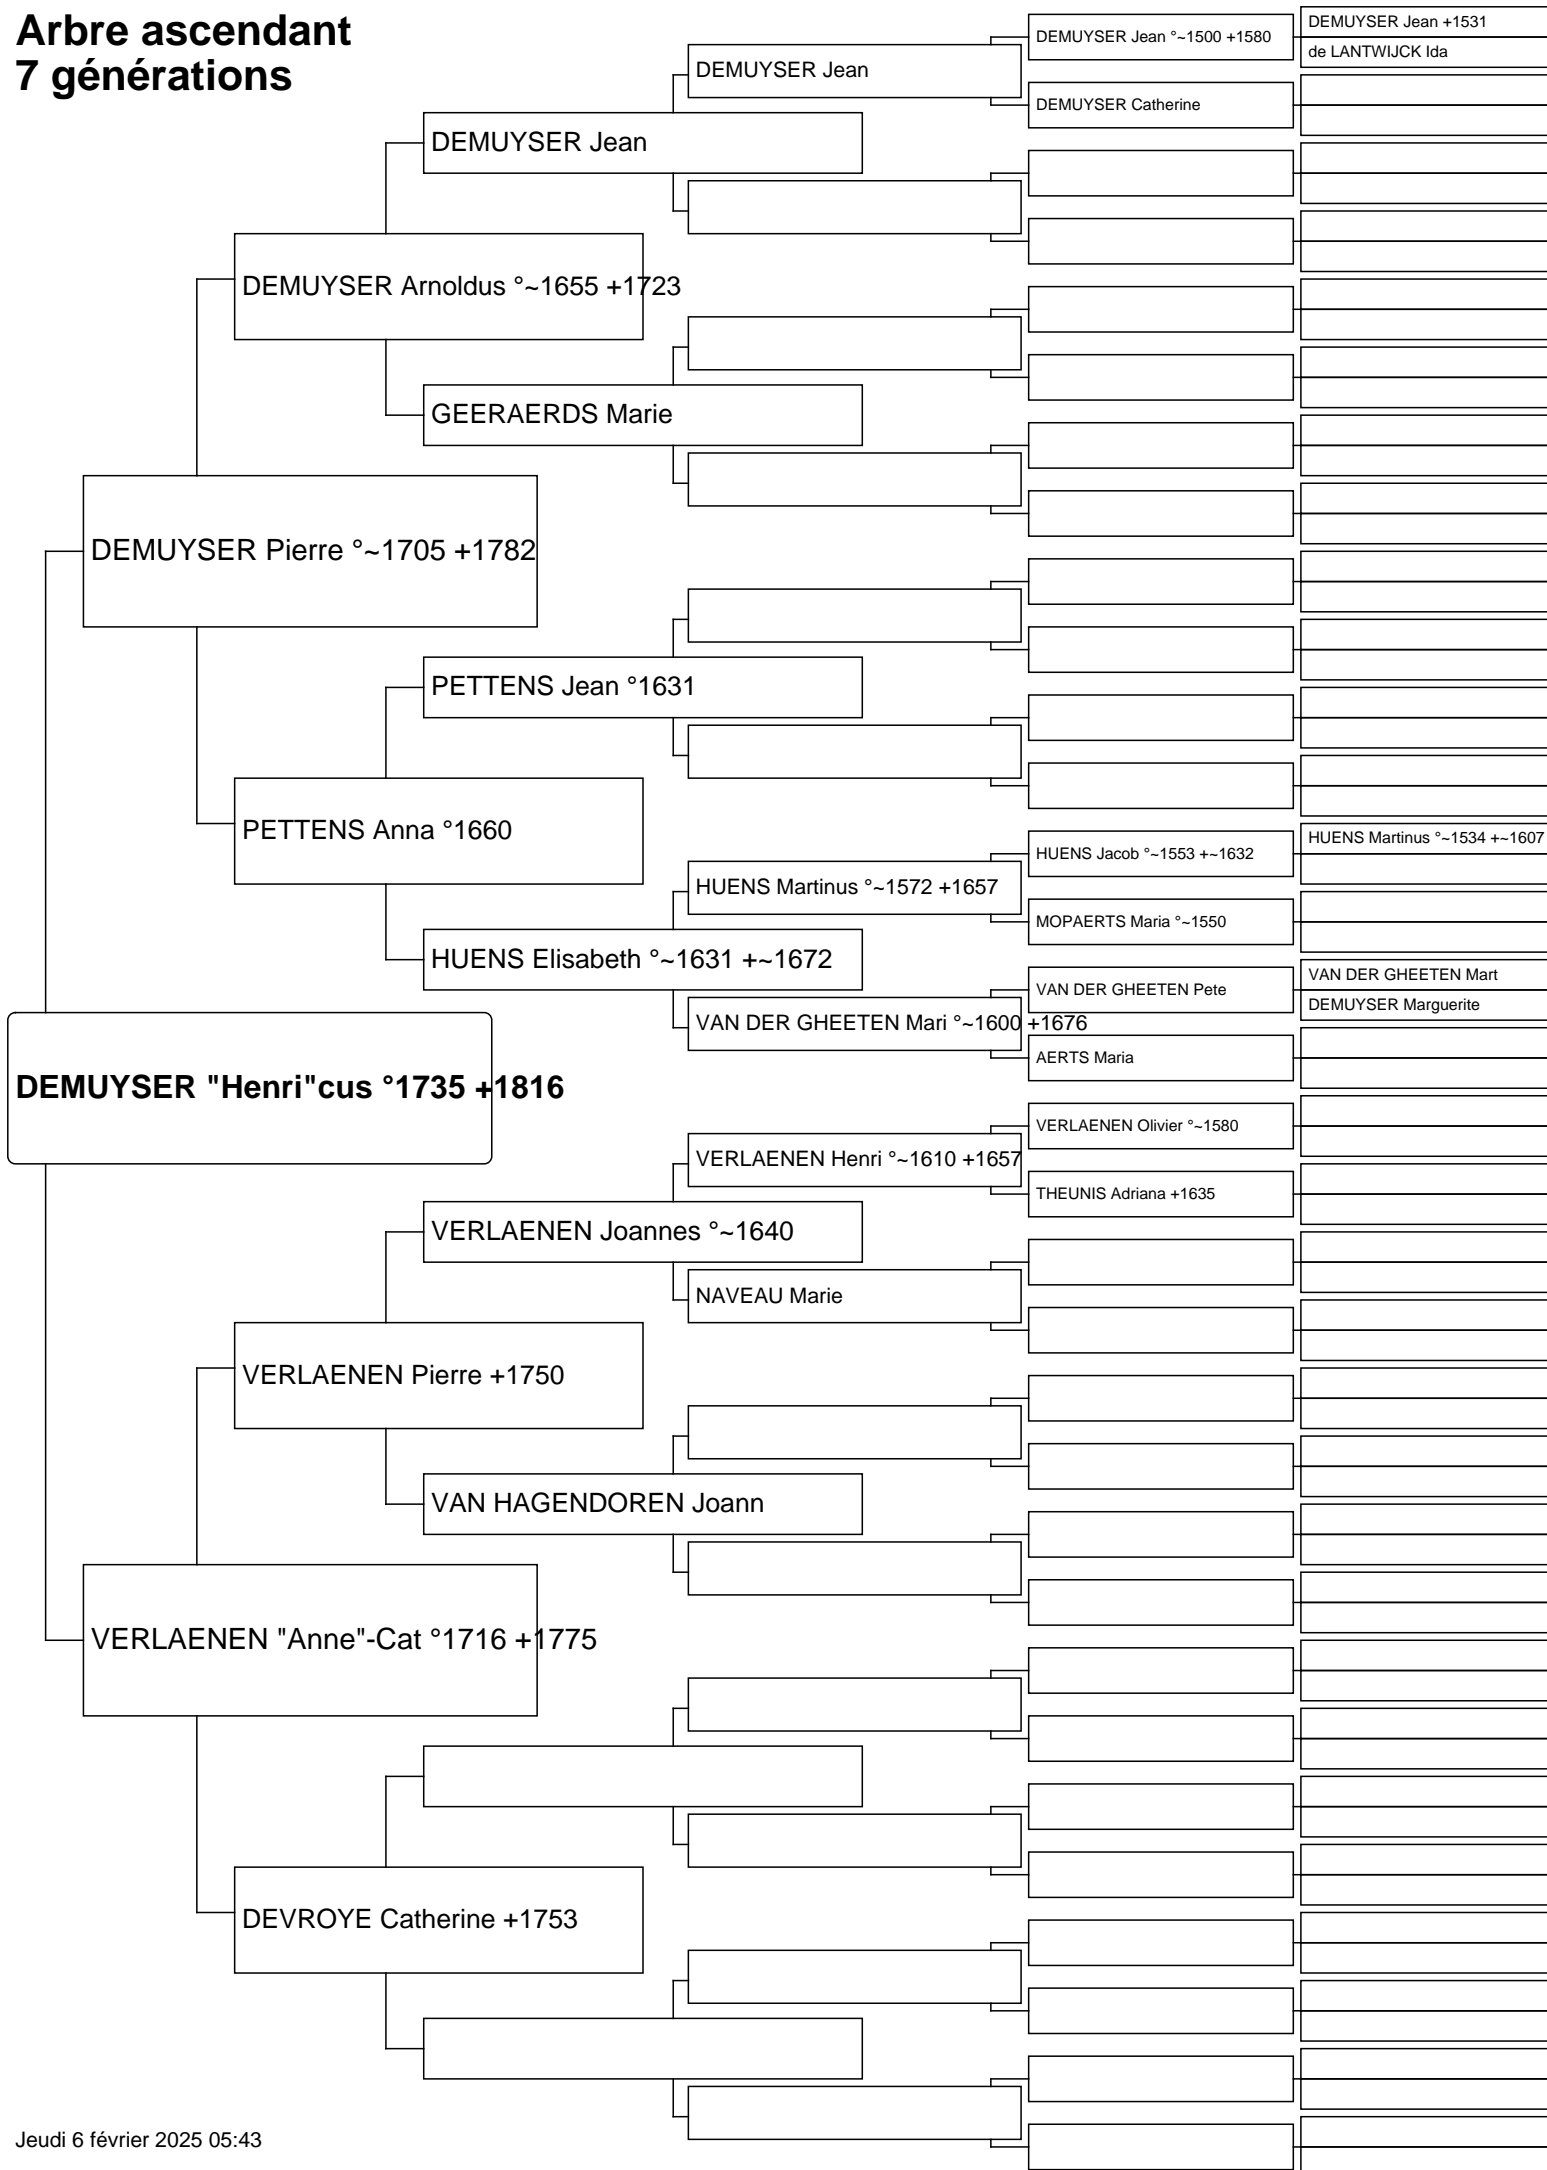 Arbre ascendant
7 générations
DEMUYSER Jean °~1500 +1580
DEMUYSER Jean +1531
de LANTWIJCK Ida
DEMUYSER Jean
DEMUYSER Catherine
DEMUYSER Jean
DEMUYSER Arnoldus °~1655 +1723
GEERAERDS Marie
DEMUYSER Pierre °~1705 +1782
PETTENS Jean °1631
PETTENS Anna °1660
HUENS Martinus °~1534 +~1607
HUENS Jacob °~1553 +~1632
HUENS Martinus °~1572 +1657
MOPAERTS Maria °~1550
HUENS Elisabeth °~1631 +~1672
VAN DER GHEETEN Mart
VAN DER GHEETEN Pete
DEMUYSER Marguerite
VAN DER GHEETEN Mari °~1600 +1676
AERTS Maria
DEMUYSER "Henri"cus °1735 +1816
VERLAENEN Olivier °~1580
VERLAENEN Henri °~1610 +1657
THEUNIS Adriana +1635
VERLAENEN Joannes °~1640
NAVEAU Marie
VERLAENEN Pierre +1750
VAN HAGENDOREN Joann
VERLAENEN "Anne"-Cat °1716 +1775
DEVROYE Catherine +1753
Jeudi 6 février 2025 05:43